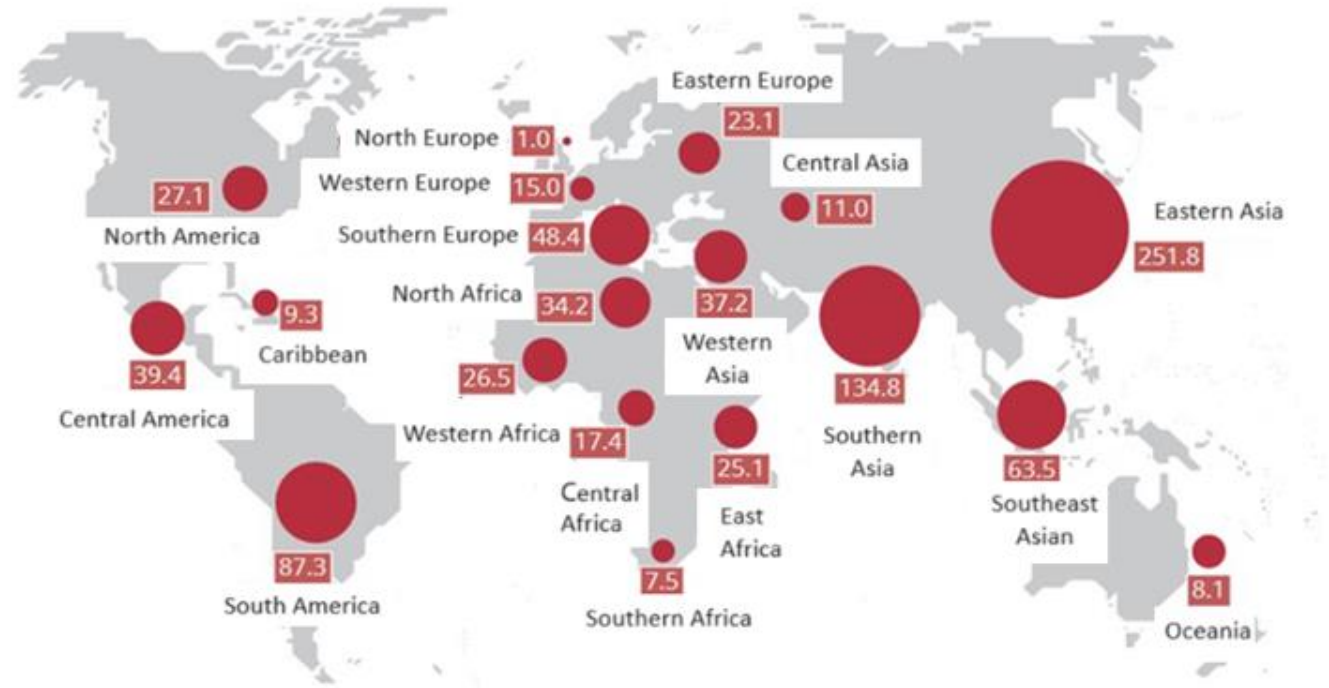 Eastern Europe
23.1
North Europe 1.0
Central Asia
Western Europe 15.0
27.1
11.0
Eastern Asia
North America
Southern Europe 48.4
251.8
North Africa 34.2
37.2
9.3
Western
Asia
Caribbean
39.4
26.5
134.8
Central America
Western Africa 17.4
Southern
Asia
25.1
63.5
Central
Africa
East
Africa
Southeast
Asian
87.3
7.5
8.1
South America
Southern Africa
Oceania